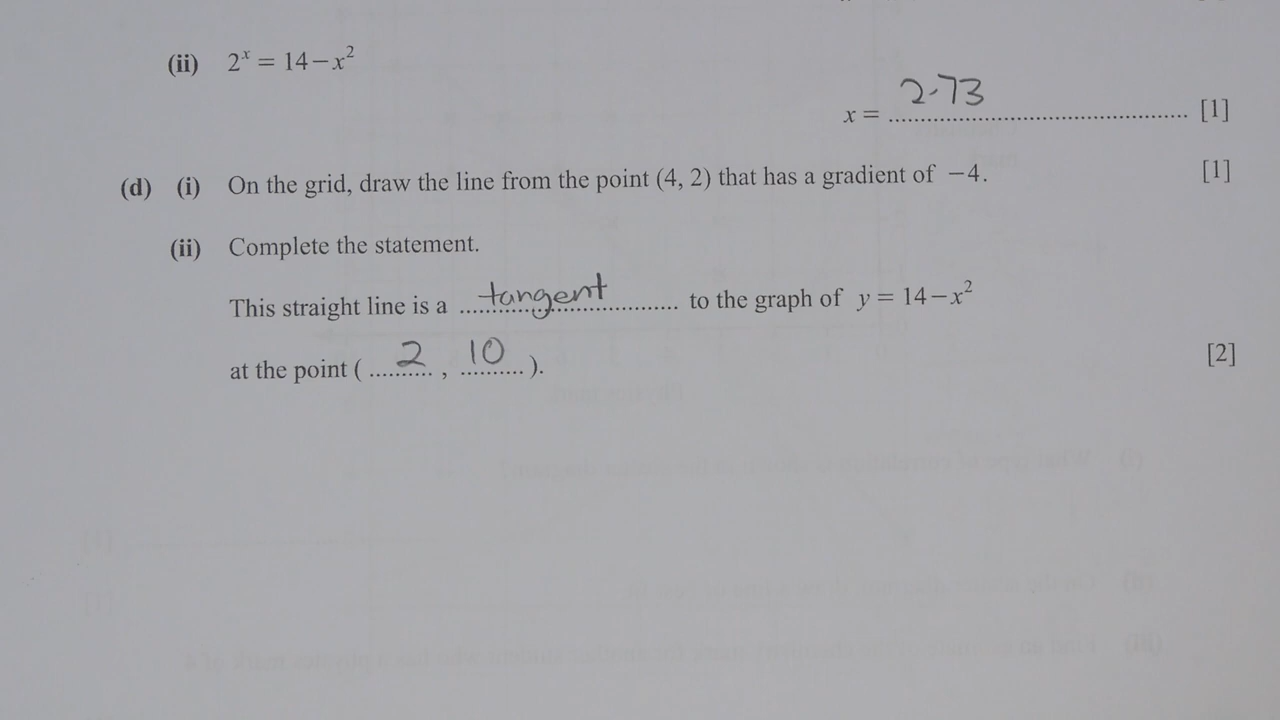 (ii) 2^x = 14 − x^2
2.73
x = ........................................ [1]
(d) (i) On the grid, draw the line from the point (4, 2) that has a gradient of −4. [1]
(ii) Complete the statement.
This straight line is a tangent to the graph of y = 14 − x^2
at the point ( 2 , 10 ). [2]